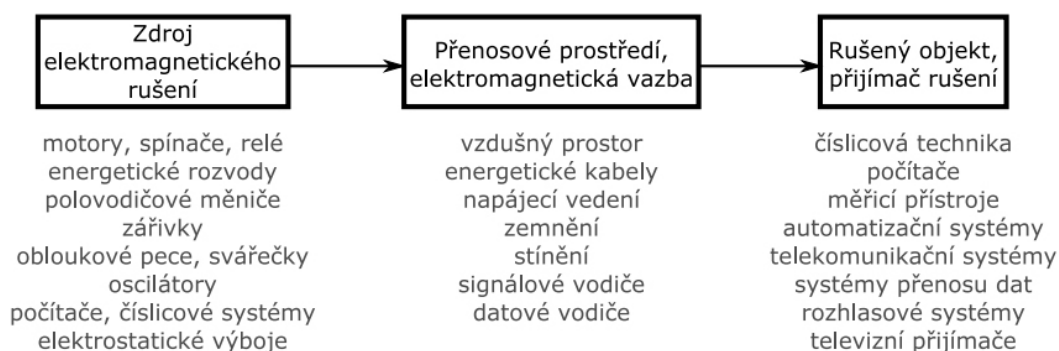 Zdroj
elektromagnetického
rušení
Přenosové prostředí,
elektromagnetická vazba
Rušený objekt,
přijímač rušení
motory, spínače, relé
energetické rozvody
polovodičové měniče
zářivky
obloukové pece, svářečky
oscilátory
počítače, číslicové systémy
elektrostatické výboje
vzdušný prostor
energetické kabely
napájecí vedení
zemnění
stínění
signálové vodiče
datové vodiče
číslicová technika
počítače
měřicí přístroje
automatizační systémy
telekomunikační systémy
systémy přenosu dat
rozhlasové systémy
televizní přijímače